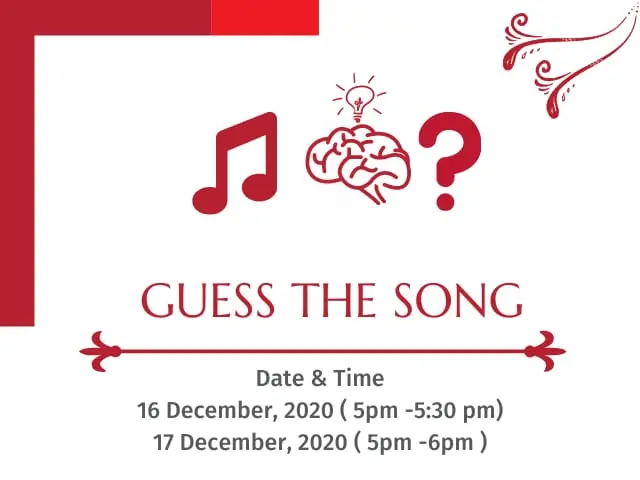 GUESS THE SONG
Date & Time
16 December, 2020 ( 5pm -5:30 pm)
17 December, 2020 ( 5pm -6pm )